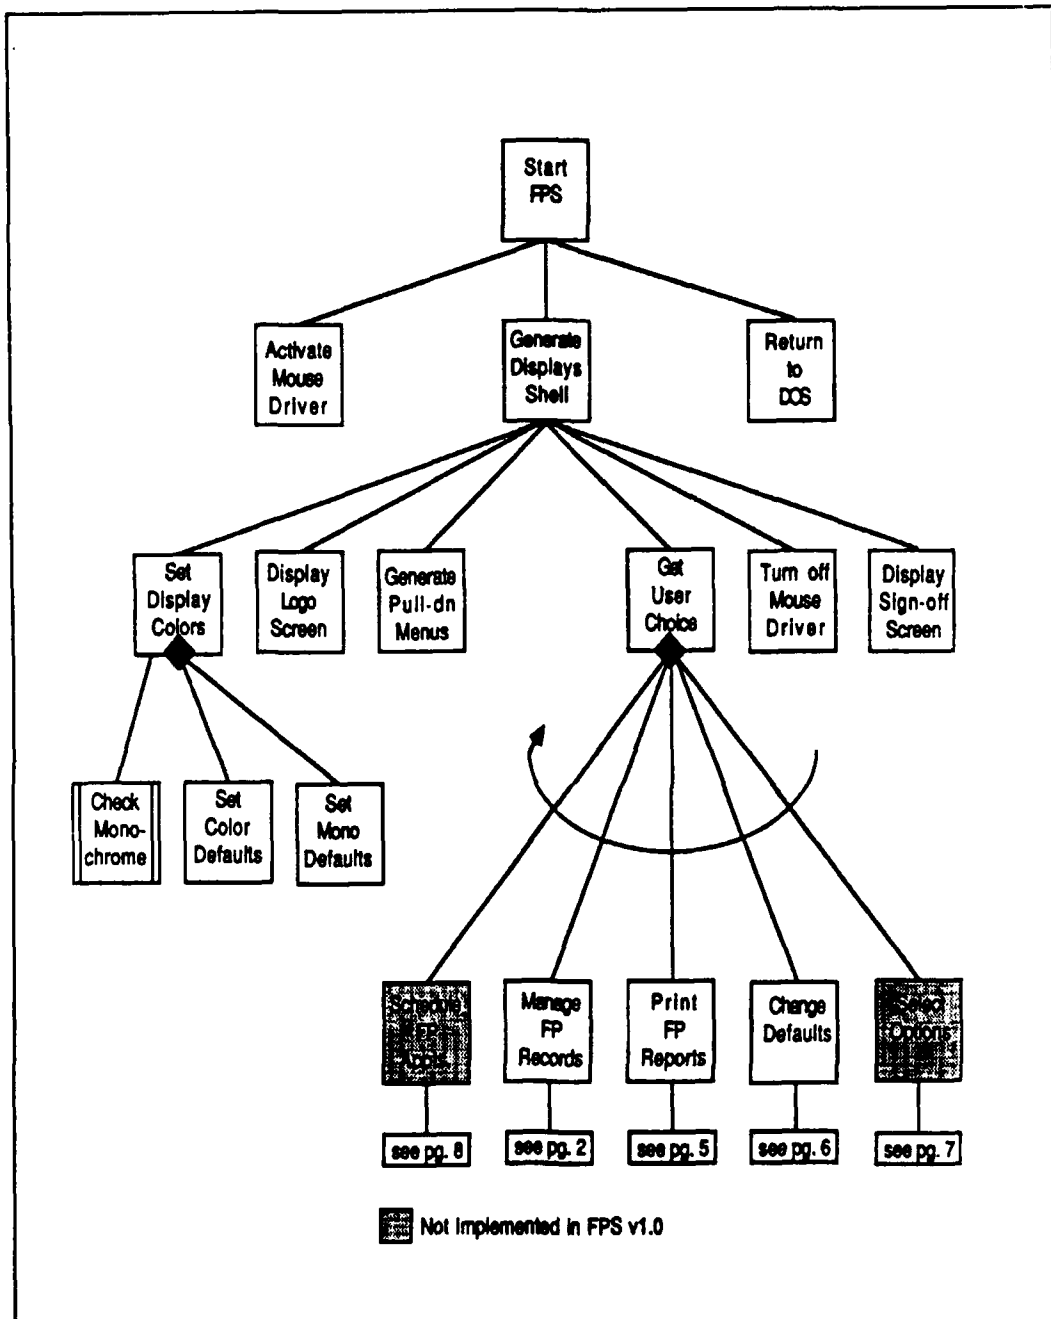 Start
FPS
Activate
Mouse
Driver
Generate
Displays
Shell
Return
to
DOS
Set
Display
Colors
Display
Logo
Screen
Generate
Pull-dn
Menus
Get
User
Choice
Turn off
Mouse
Driver
Display
Sign-off
Screen
Check
Mono-
chrome
Set
Color
Defaults
Set
Mono
Defaults
Schedule
FP
Appts
Manage
FP
Records
Print
FP
Reports
Change
Defaults
Select
Options
see pg. 8
see pg. 2
see pg. 5
see pg. 6
see pg. 7
Not Implemented in FPS v1.0